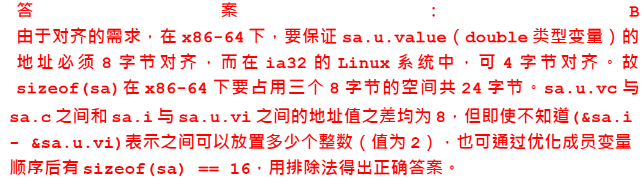 答案：B
由于对齐的需求，在 x86-64 下，要保证 sa.u.value（double 类型变量）的
地址必须 8 字节对齐，而在 ia32 的 Linux 系统中，可 4 字节对齐。故
sizeof(sa)在 x86-64 下要占用三个 8 字节的空间共 24 字节。sa.u.vc 与
sa.c 之间和 sa.i 与 sa.u.vi 之间的地址值之差均为 8，但即使不知道(&sa.i
- &sa.u.vi)表示之间可以放置多少个整数（值为 2），也可通过优化成员变量
顺序后有 sizeof(sa) == 16，用排除法得出正确答案。